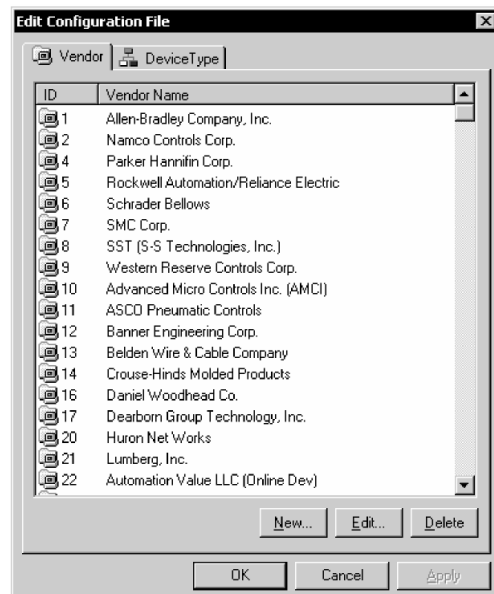 Edit Configuration File
Vendor DeviceType
ID Vendor Name
1 Allen-Bradley Company, Inc.
2 Namco Controls Corp.
4 Parker Hannifin Corp.
5 Rockwell Automation/Reliance Electric
6 Schrader Bellows
7 SMC Corp.
8 SST (S-S Technologies, Inc.)
9 Western Reserve Controls Corp.
10 Advanced Micro Controls Inc. (AMCI)
11 ASCO Pneumatic Controls
12 Banner Engineering Corp.
13 Belden Wire & Cable Company
14 Crouse-Hinds Molded Products
16 Daniel Woodhead Co.
17 Dearborn Group Technology, Inc.
20 Huron Net Works
21 Lumberg, Inc.
22 Automation Value LLC (Online Dev)
New... Edit... Delete
OK Cancel Apply